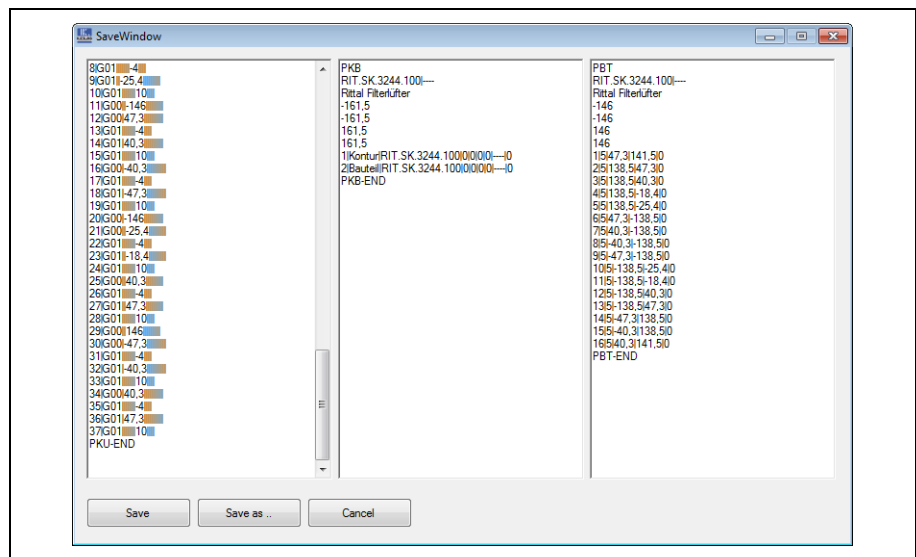 SaveWindow
8|G01|||||-4|||
9|G01||-25,4||||||
10|G01|||||10|||
11|G00||-146||||||
12|G00|47,3|||||||
13|G01|||||-4|||
14|G01|40,3|||||||
15|G01|||||10|||
16|G00|-40,3|||||||
17|G01|||||-4|||
18|G01|-47,3|||||||
19|G01|||||10|||
20|G00||-146||||||
21|G00||-25,4||||||
22|G01|||||-4|||
23|G01||-18,4||||||
24|G01|||||10|||
25|G00||40,3||||||
26|G01|||||-4|||
27|G01||47,3||||||
28|G01|||||10|||
29|G00||146||||||
30|G00|-47,3|||||||
31|G01|||||-4|||
32|G01|-40,3|||||||
33|G01|||||10|||
34|G00|40,3|||||||
35|G01|||||-4|||
36|G01|47,3|||||||
37|G01|||||10|||
PKU-END
PKB
RIT.SK.3244.100|----
Rittal Filterlüfter
-161,5
-161,5
161,5
161,5
1|Kontur|RIT.SK.3244.100|0|0|0|0|----|0
2|Bauteil|RIT.SK.3244.100|0|0|0|0|----|0
PKB-END
PBT
RIT.SK.3244.100|----
Rittal Filterlüfter
-146
-146
146
146
1|5|47,3|141,5|0
2|5|138,5|47,3|0
3|5|138,5|40,3|0
4|5|138,5|-18,4|0
5|5|138,5|-25,4|0
6|5|47,3|-138,5|0
7|5|40,3|-138,5|0
8|5|-40,3|-138,5|0
9|5|-47,3|-138,5|0
10|5|-138,5|-25,4|0
11|5|-138,5|-18,4|0
12|5|-138,5|40,3|0
13|5|-138,5|47,3|0
14|5|-47,3|138,5|0
15|5|-40,3|138,5|0
16|5|40,3|141,5|0
PBT-END
Save
Save as ..
Cancel